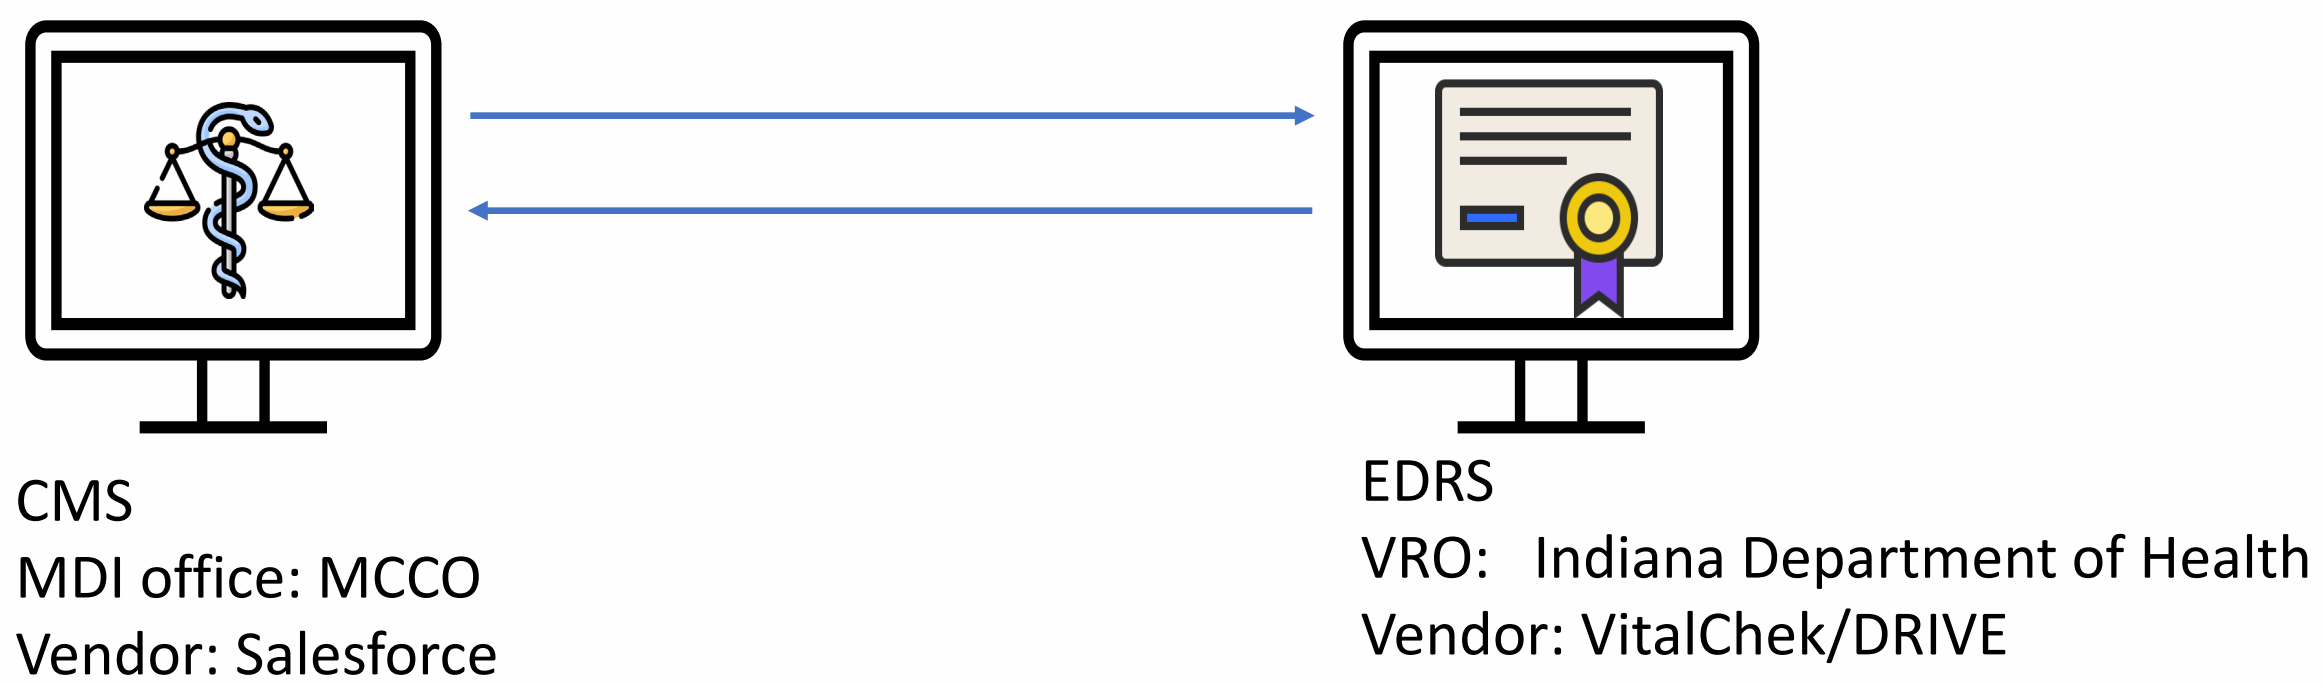 CMS
MDI office: MCCO
Vendor: Salesforce
EDRS
VRO: Indiana Department of Health
Vendor: VitalChek/DRIVE